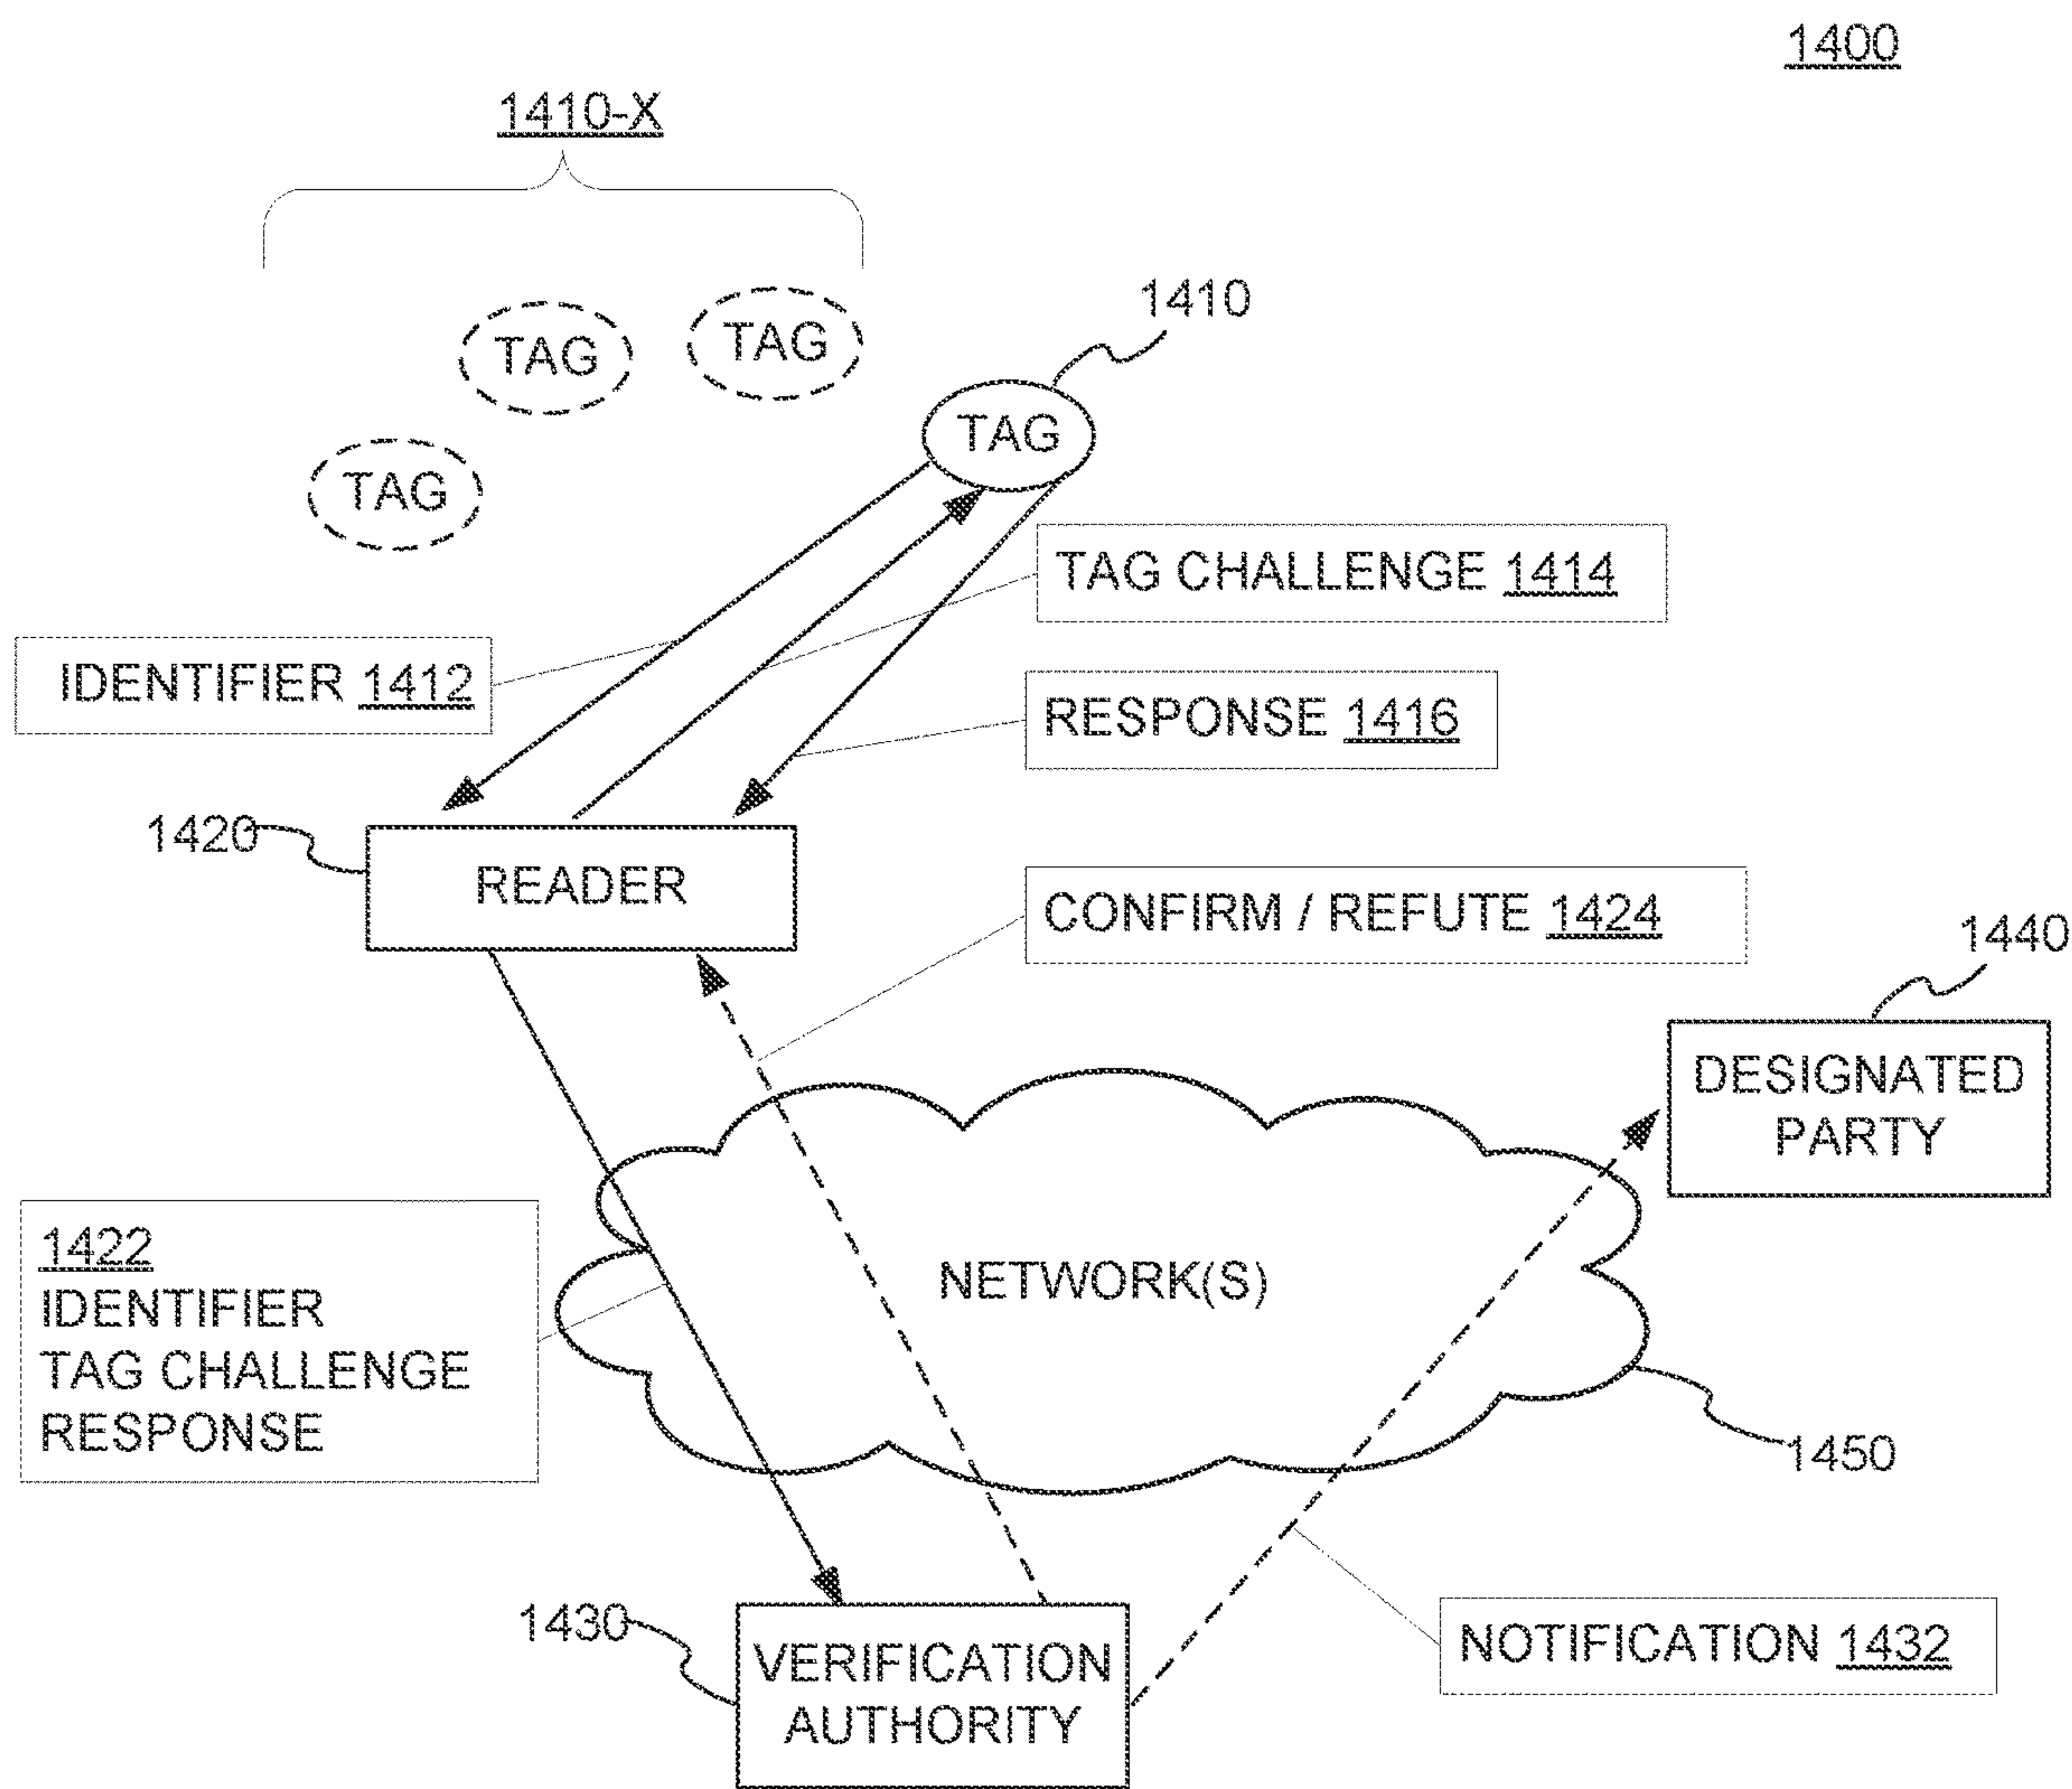 1400
1410-X
1410
TAG
TAG
TAG
TAG
TAG CHALLENGE 1414
IDENTIFIER 1412
RESPONSE 1416
1420
READER
CONFIRM / REFUTE 1424
1440
DESIGNATED
PARTY
1422
IDENTIFIER
TAG CHALLENGE
RESPONSE
NETWORK(S)
1450
1430
VERIFICATION
AUTHORITY
NOTIFICATION 1432